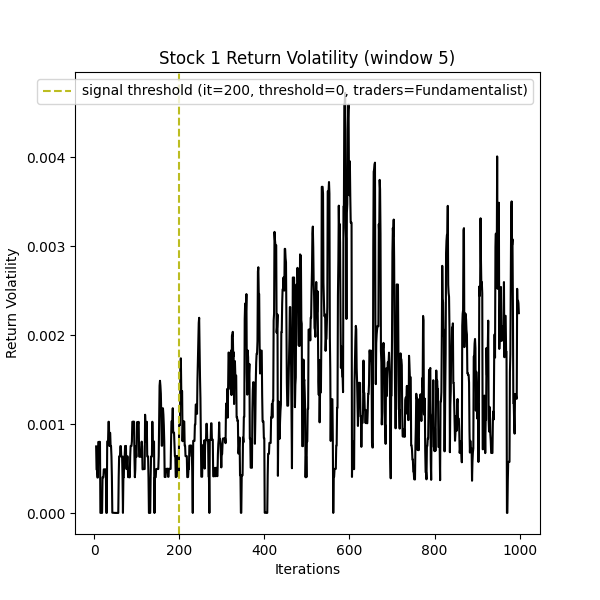 Stock 1 Return Volatility (window 5)
signal threshold (it=200, threshold=0, traders=Fundamentalist)
0.004
0.003
0.002
0.001
0.000
Return Volatility
0 200 400 600 800 1000
Iterations